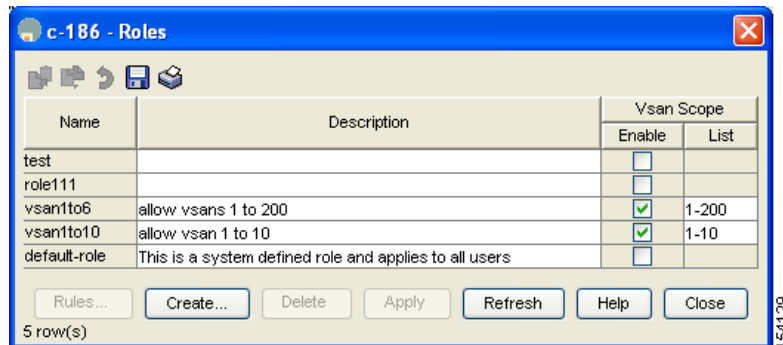 c-186 - Roles
Name Description Vsan Scope
Enable List
test
role111
vsan1to6 allow vsans 1 to 200 1-200
vsan1to10 allow vsan 1 to 10 1-10
default-role This is a system defined role and applies to all users
Rules... Create... Delete Apply Refresh Help Close
5 row(s)
154129